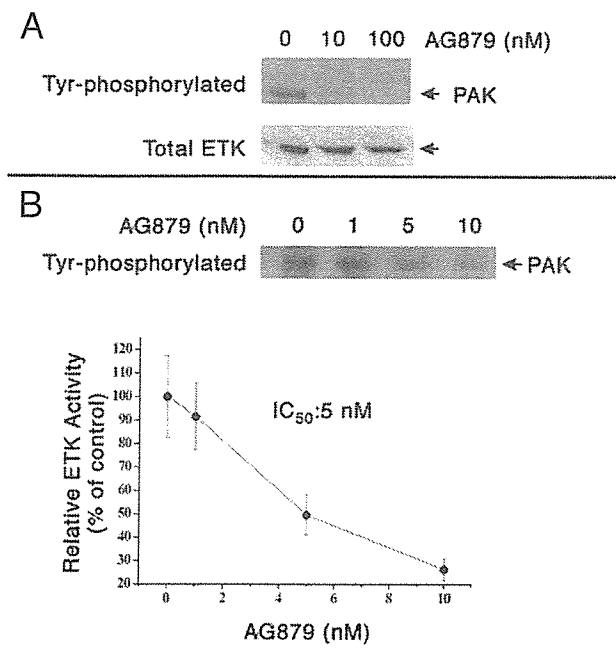 A
0 10 100 AG879 (nM)
Tyr-phosphorylated PAK
Total ETK
B
AG879 (nM) 0 1 5 10
Tyr-phosphorylated PAK
120
110
100
90
80
70
60
50
40
30
20
Relative ETK Activity
(% of control)
IC50:5 nM
0 2 4 6 8 10
AG879 (nM)